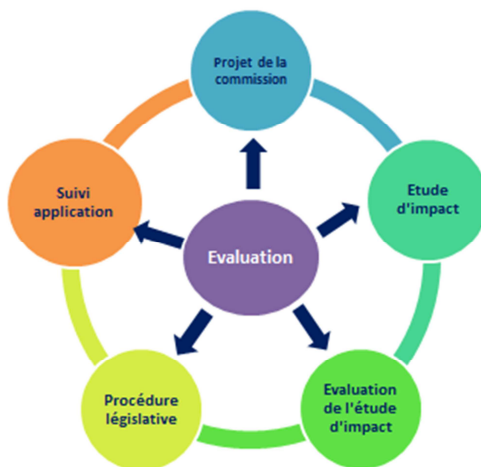 Projet de la
commission
Etude
d'impact
Evaluation
de l'étude
d'impact
Procédure
législative
Suivi
application
Evaluation